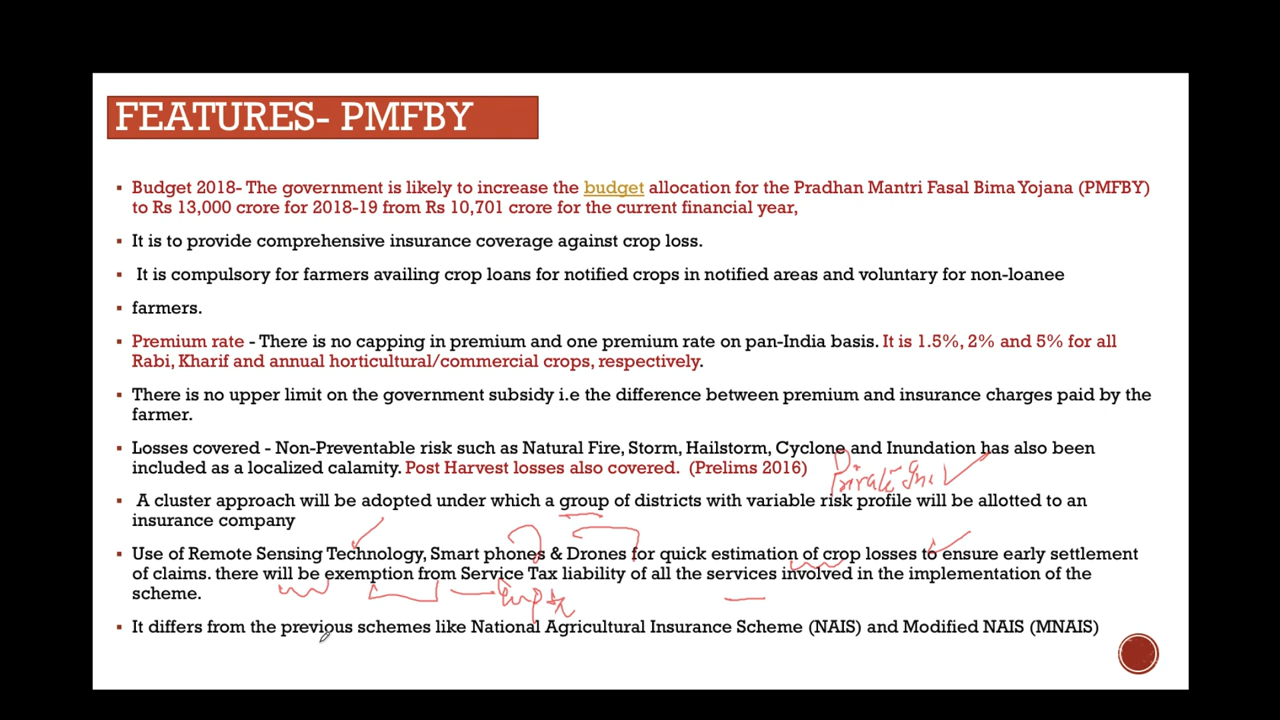 FEATURES- PMFBY
▪ Budget 2018- The government is likely to increase the budget allocation for the Pradhan Mantri Fasal Bima Yojana (PMFBY)
to Rs 13,000 crore for 2018-19 from Rs 10,701 crore for the current financial year,
▪ It is to provide comprehensive insurance coverage against crop loss.
▪ It is compulsory for farmers availing crop loans for notified crops in notified areas and voluntary for non-loanee
▪ farmers.
▪ Premium rate - There is no capping in premium and one premium rate on pan-India basis. It is 1.5%, 2% and 5% for all
Rabi, Kharif and annual horticultural/commercial crops, respectively.
▪ There is no upper limit on the government subsidy i.e the difference between premium and insurance charges paid by the
farmer.
▪ Losses covered - Non-Preventable risk such as Natural Fire, Storm, Hailstorm, Cyclone and Inundation has also been
included as a localized calamity. Post Harvest losses also covered. (Prelims 2016)
▪ A cluster approach will be adopted under which a group of districts with variable risk profile will be allotted to an
insurance company
▪ Use of Remote Sensing Technology, Smart phones & Drones for quick estimation of crop losses to ensure early settlement
of claims. there will be exemption from Service Tax liability of all the services involved in the implementation of the
scheme.
▪ It differs from the previous schemes like National Agricultural Insurance Scheme (NAIS) and Modified NAIS (MNAIS)